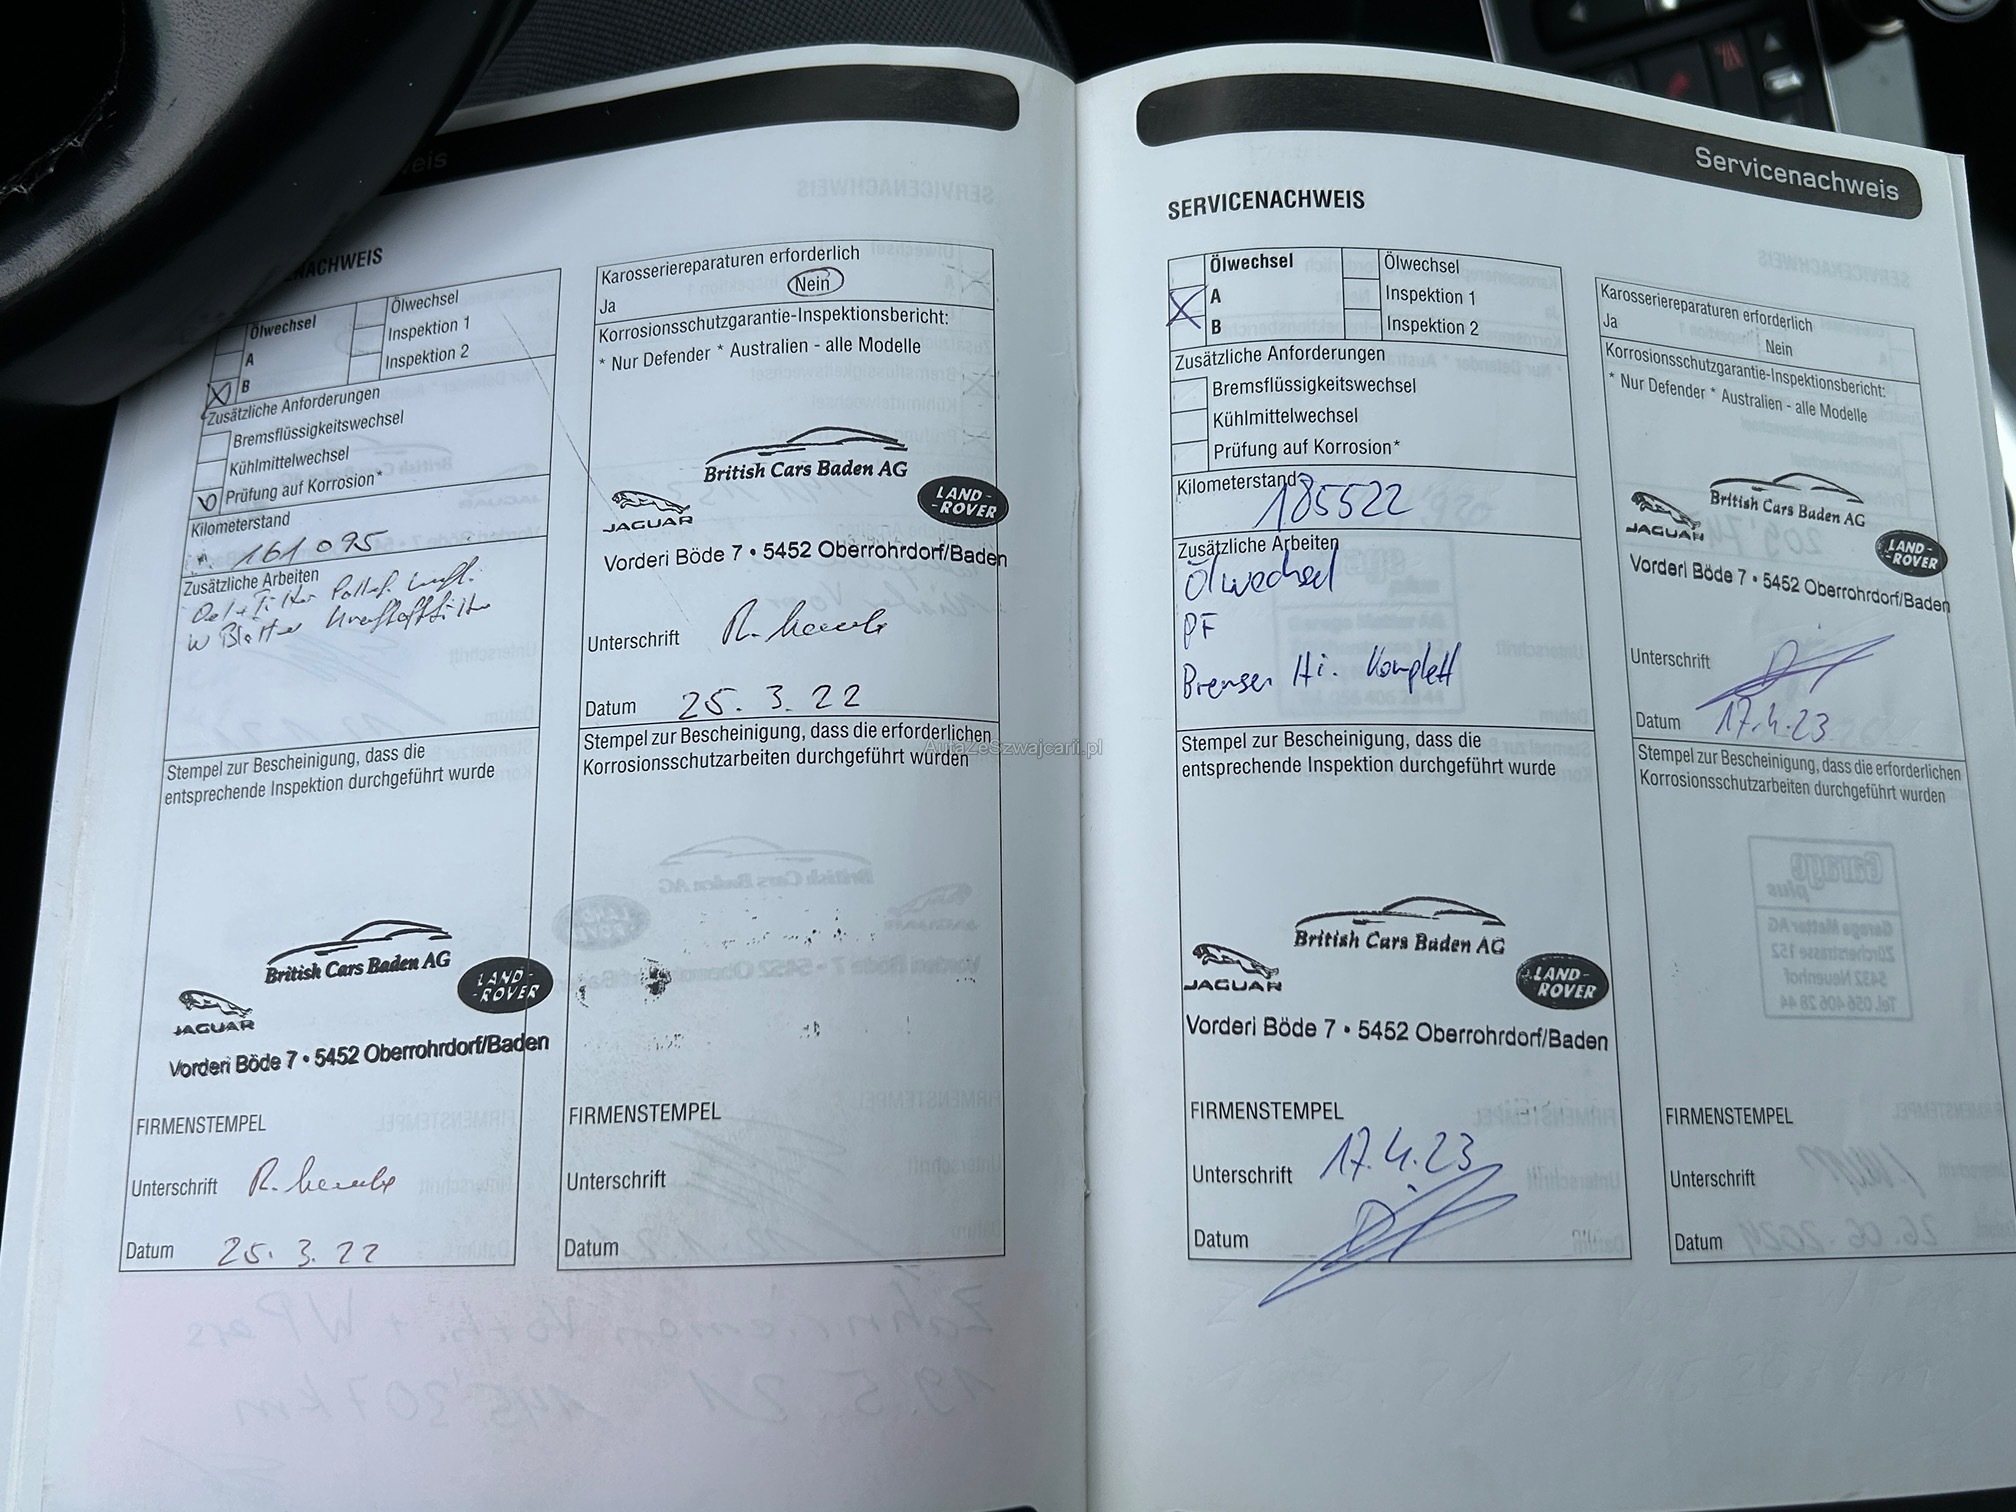 Servicenachweis
NACHWEIS
Ölwechsel
A
B
Ölwechsel
Inspektion 1
Inspektion 2
Zusätzliche Anforderungen
Bremsflüssigkeitswechsel
Kühlmittelwechsel
Prüfung auf Korrosion*
Kilometerstand
161 095
Zusätzliche Arbeiten
Stempel zur Bescheinigung, dass die
entsprechende Inspektion durchgeführt wurde
British Cars Baden AG
JAGUAR
LAND-
-ROVER
Vorderi Böde 7 • 5452 Oberrohrdorf/Baden
FIRMENSTEMPEL
Unterschrift
Datum 25. 3. 22
Karosseriereparaturen erforderlich
Ja Nein
Korrosionsschutzgarantie-Inspektionsbericht:
* Nur Defender * Australien - alle Modelle
British Cars Baden AG
JAGUAR
LAND-
-ROVER
Vorderi Böde 7 • 5452 Oberrohrdorf/Baden
Unterschrift
Datum 25. 3. 22
Stempel zur Bescheinigung, dass die erforderlichen
Korrosionsschutzarbeiten durchgeführt wurden
FIRMENSTEMPEL
Unterschrift
Datum
AutaZeSzwajcarii.pl
SERVICENACHWEIS
Ölwechsel
A
B
Ölwechsel
Inspektion 1
Inspektion 2
Zusätzliche Anforderungen
Bremsflüssigkeitswechsel
Kühlmittelwechsel
Prüfung auf Korrosion*
Kilometerstand
185522
Zusätzliche Arbeiten
Ölwechsel
PF
Bremsen Hi. Komplett
Stempel zur Bescheinigung, dass die
entsprechende Inspektion durchgeführt wurde
British Cars Baden AG
JAGUAR
LAND-
ROVER
Vorderi Böde 7 • 5452 Oberrohrdorf/Baden
FIRMENSTEMPEL
Unterschrift 17.4.23
Datum
Karosseriereparaturen erforderlich
Ja Nein
Korrosionsschutzgarantie-Inspektionsbericht:
* Nur Defender * Australien - alle Modelle
British Cars Baden AG
JAGUAR
LAND-
ROVER
Vorderi Böde 7 • 5452 Oberrohrdorf/Baden
Unterschrift
Datum 17.4.23
Stempel zur Bescheinigung, dass die erforderlichen
Korrosionsschutzarbeiten durchgeführt wurden
FIRMENSTEMPEL
Unterschrift
Datum